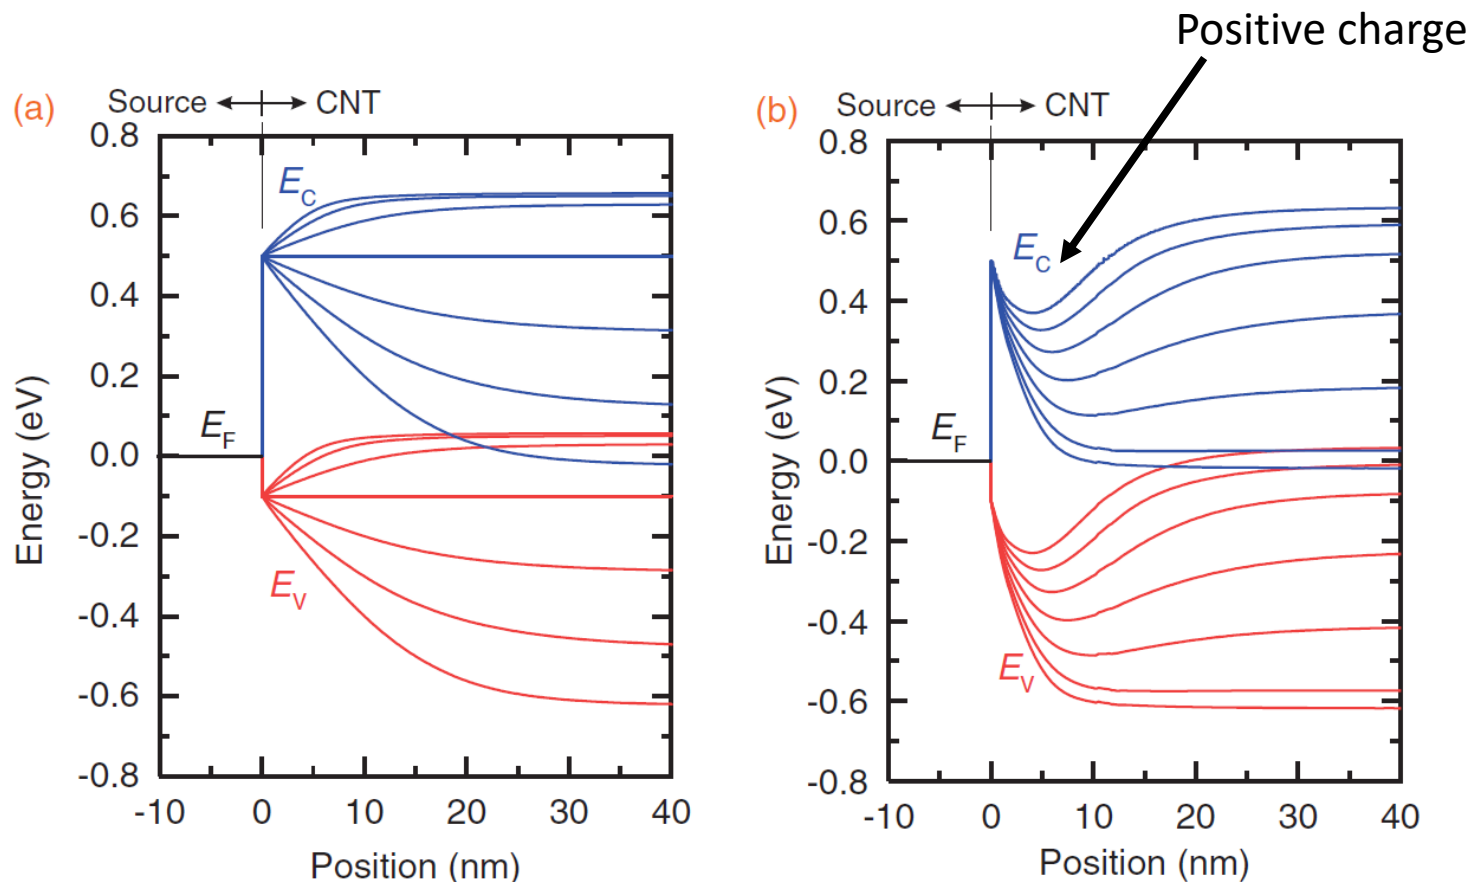 Positive charge
(a)
Source CNT
0.8
0.6
0.4
0.2
0.0
-0.2
-0.4
-0.6
-0.8
Energy (eV)
EC
EF
EV
-10 0 10 20 30 40
Position (nm)
(b)
Source CNT
0.8
0.6
0.4
0.2
0.0
-0.2
-0.4
-0.6
-0.8
Energy (eV)
EC
EF
EV
-10 0 10 20 30 40
Position (nm)